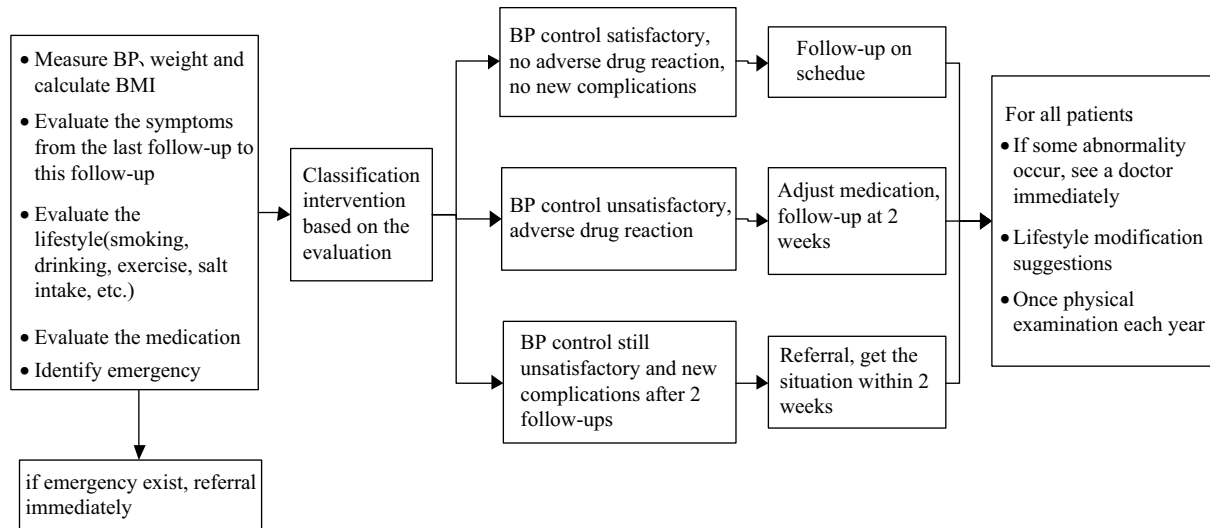 • Measure BP、weight and
calculate BMI
• Evaluate the symptoms
from the last follow-up to
this follow-up
• Evaluate the
lifestyle(smoking,
drinking, exercise, salt
intake, etc.)
• Evaluate the medication
• Identify emergency
if emergency exist, referral
immediately
Classification
intervention
based on the
evaluation
BP control satisfactory,
no adverse drug reaction,
no new complications
BP control unsatisfactory,
adverse drug reaction
BP control still
unsatisfactory and new
complications after 2
follow-ups
Follow-up on
schedue
Adjust medication,
follow-up at 2
weeks
Referral, get the
situation within 2
weeks
For all patients
• If some abnormality
occur, see a doctor
immediately
• Lifestyle modification
suggestions
• Once physical
examination each year